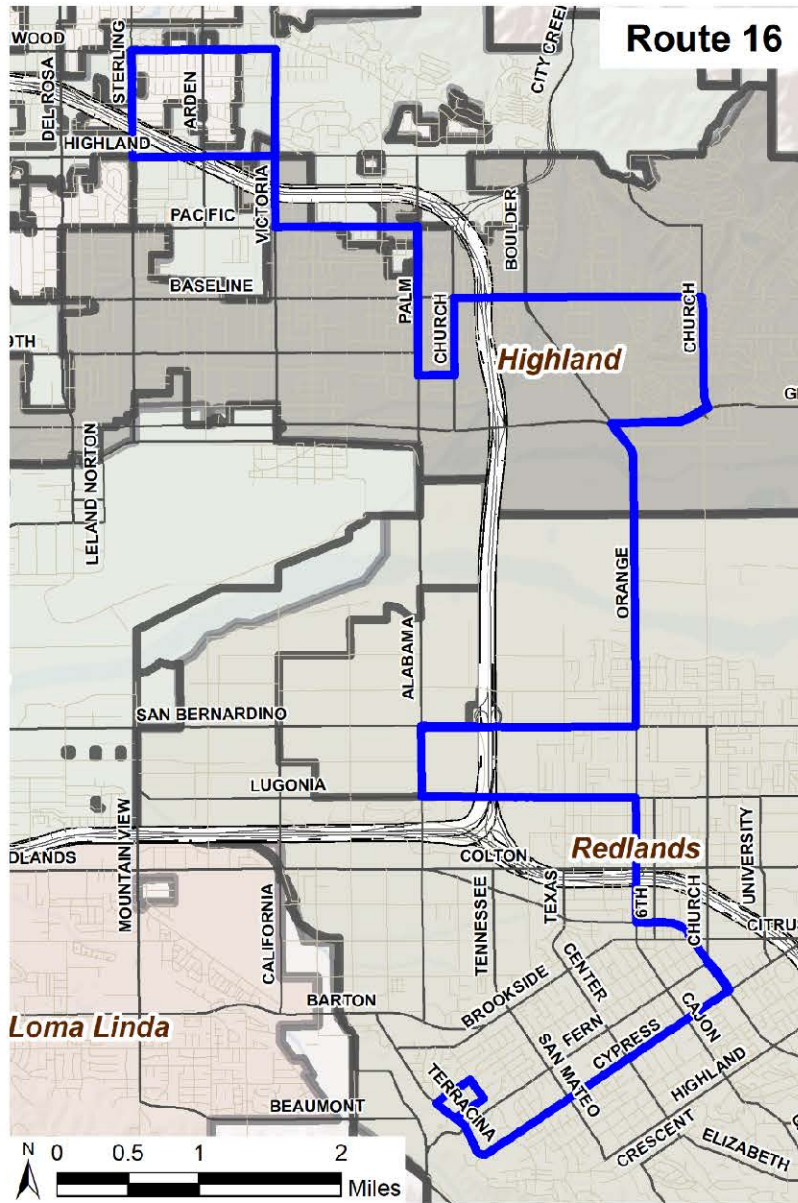 Route 16
WOOD
DEL ROSA
STERLING
ARDEN
CITY CREEK
HIGHLAND
VICTORIA
PACIFIC
BOULDER
BASELINE
PALM
CHURCH
CHURCH
9TH
Highland
G
LELAND NORTON
ORANGE
ALABAMA
SAN BERNARDINO
LUGONIA
MOUNTAIN VIEW
DLANDS
COLTON
Redlands
UNIVERSITY
CALIFORNIA
TENNESSEE
TEXAS
6TH
CHURCH
CITRUS
CENTER
BROOKSIDE
BARTON
Loma Linda
FERN
CYPRESS
CAJON
HIGHLAND
SAN MATEO
TERRACINA
BEAUMONT
CRESCENT
ELIZABETH
N
0 0.5 1 2
Miles